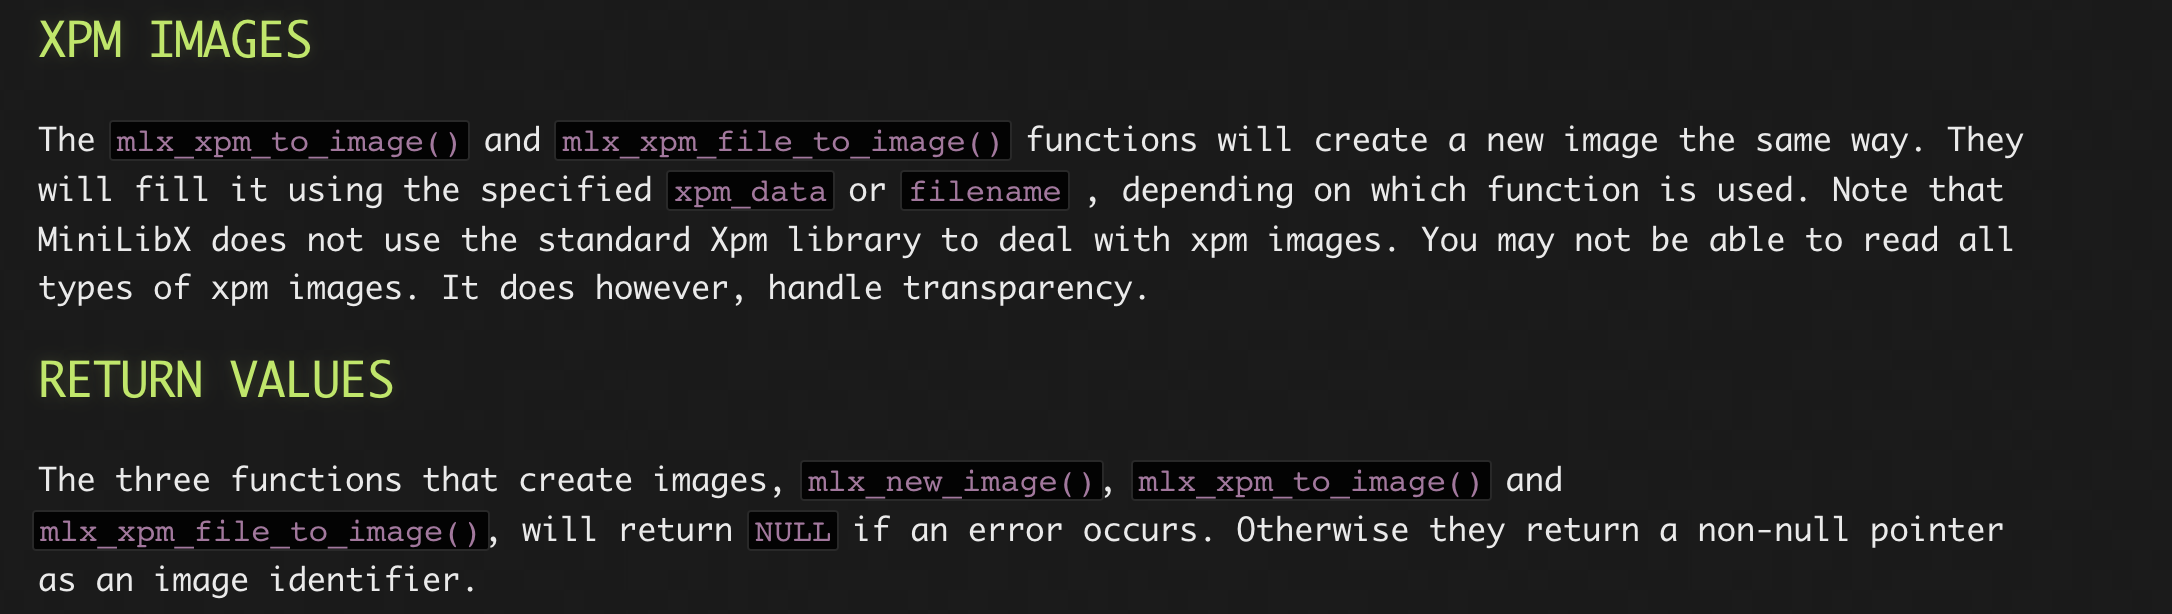 XPM IMAGES
The mlx_xpm_to_image() and mlx_xpm_file_to_image() functions will create a new image the same way. They
will fill it using the specified xpm_data or filename , depending on which function is used. Note that
MiniLibX does not use the standard Xpm library to deal with xpm images. You may not be able to read all
types of xpm images. It does however, handle transparency.
RETURN VALUES
The three functions that create images, mlx_new_image(), mlx_xpm_to_image() and
mlx_xpm_file_to_image(), will return NULL if an error occurs. Otherwise they return a non-null pointer
as an image identifier.